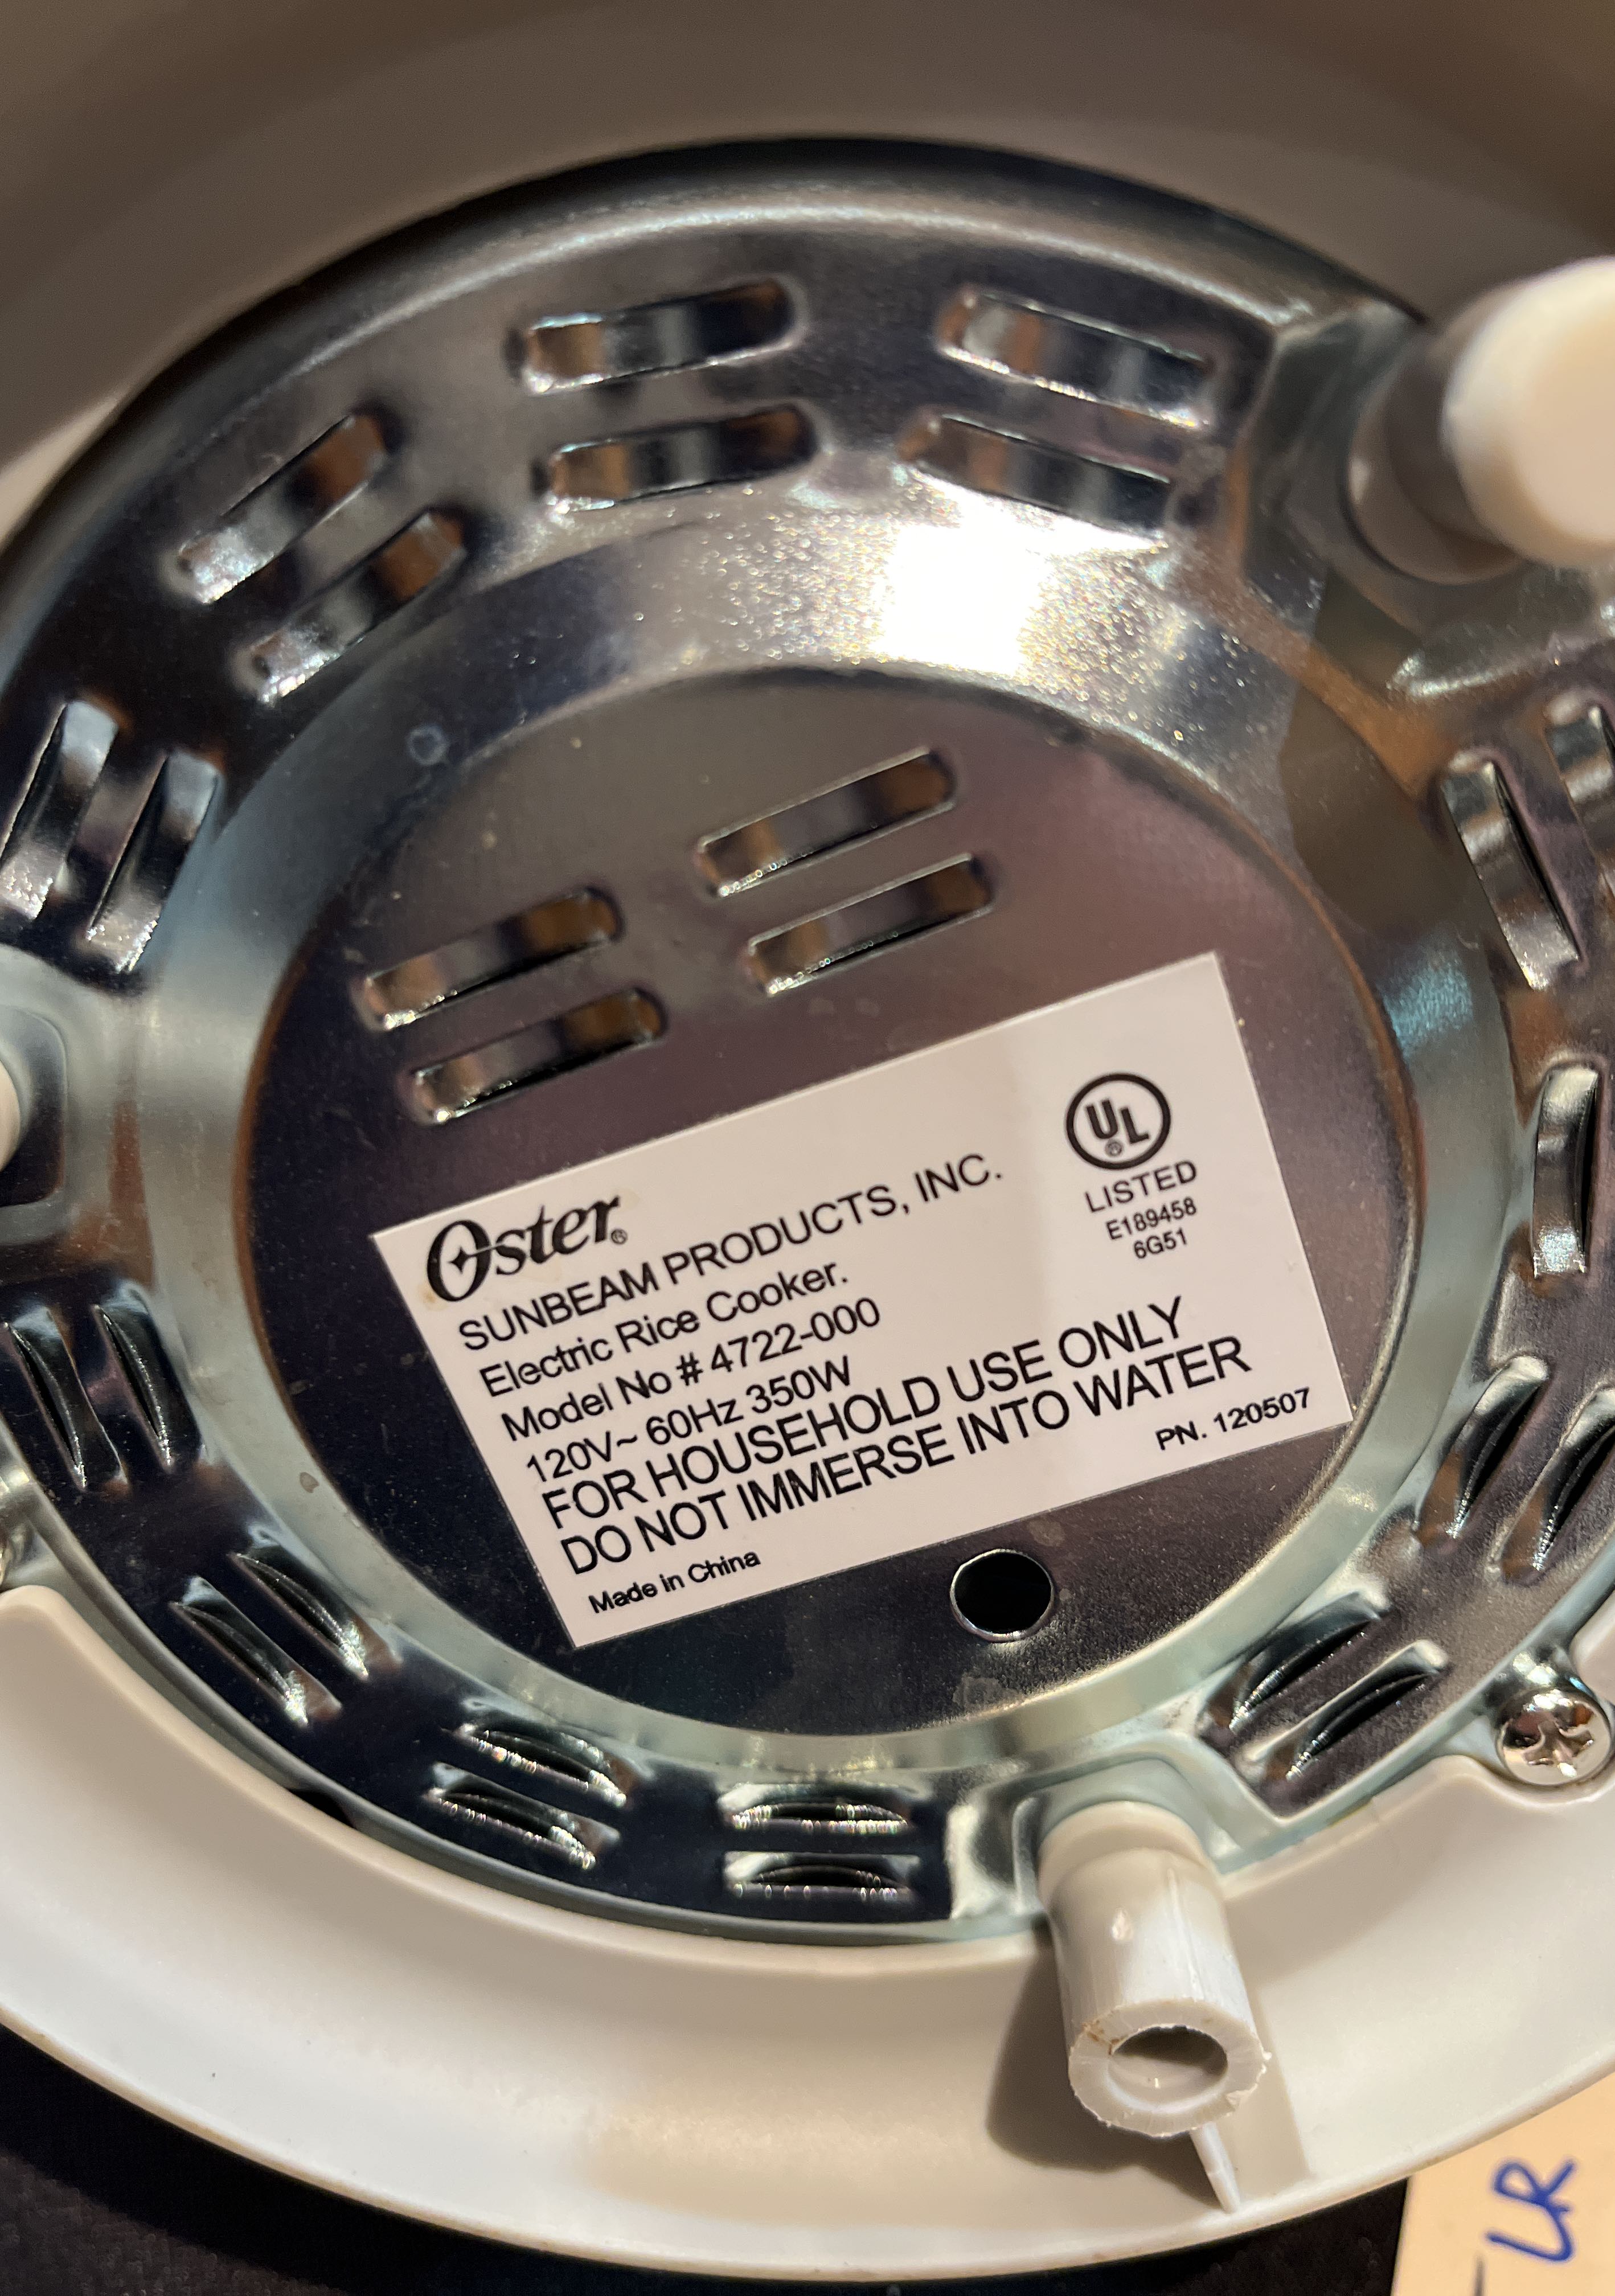 Oster®
SUNBEAM PRODUCTS, INC.
Electric Rice Cooker.
Model No # 4722-000
120V~ 60Hz 350W
FOR HOUSEHOLD USE ONLY
DO NOT IMMERSE INTO WATER
Made in China
PN. 120507
UL®
LISTED
E189458
6G51
LR